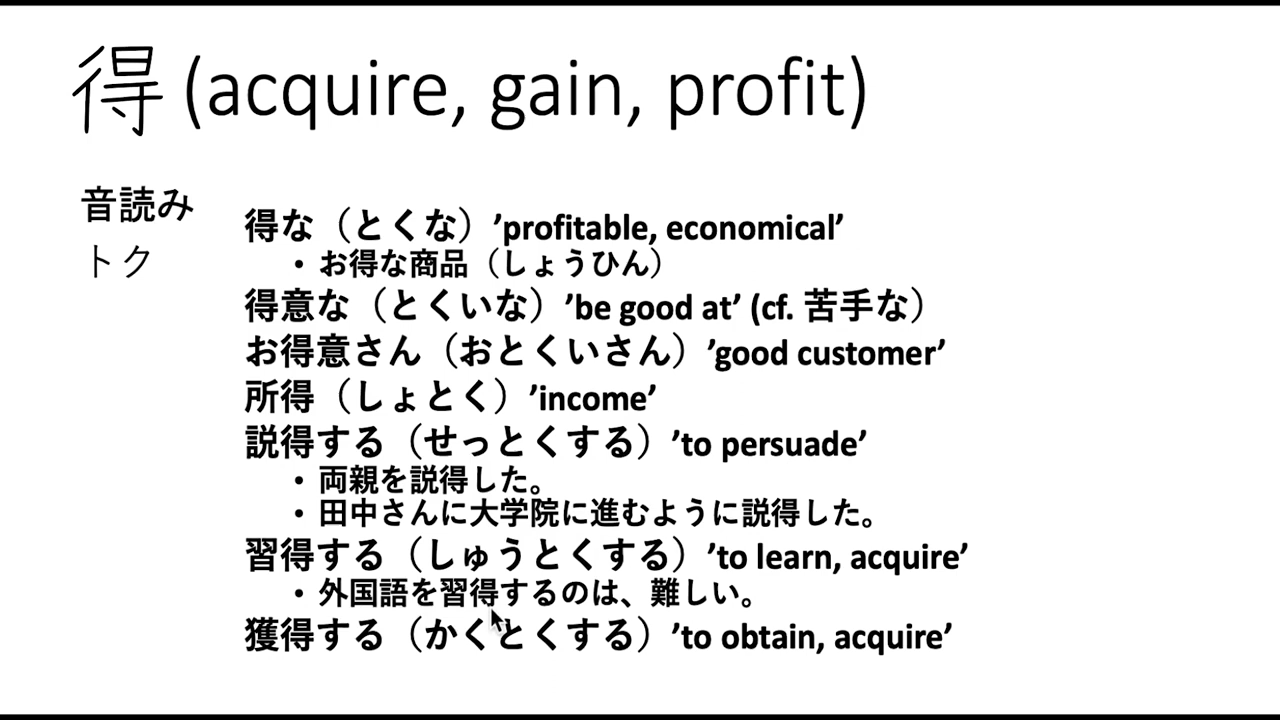 得 (acquire, gain, profit)
音読み
トク
得な（とくな）’profitable, economical’
• お得な商品（しょうひん）
得意な（とくいな）’be good at’ (cf. 苦手な）
お得意さん（おとくいさん）’good customer’
所得（しょとく）’income’
説得する（せっとくする）’to persuade’
• 両親を説得した。
• 田中さんに大学院に進むように説得した。
習得する（しゅうとくする）’to learn, acquire’
• 外国語を習得するのは、難しい。
獲得する（かくとくする）’to obtain, acquire’